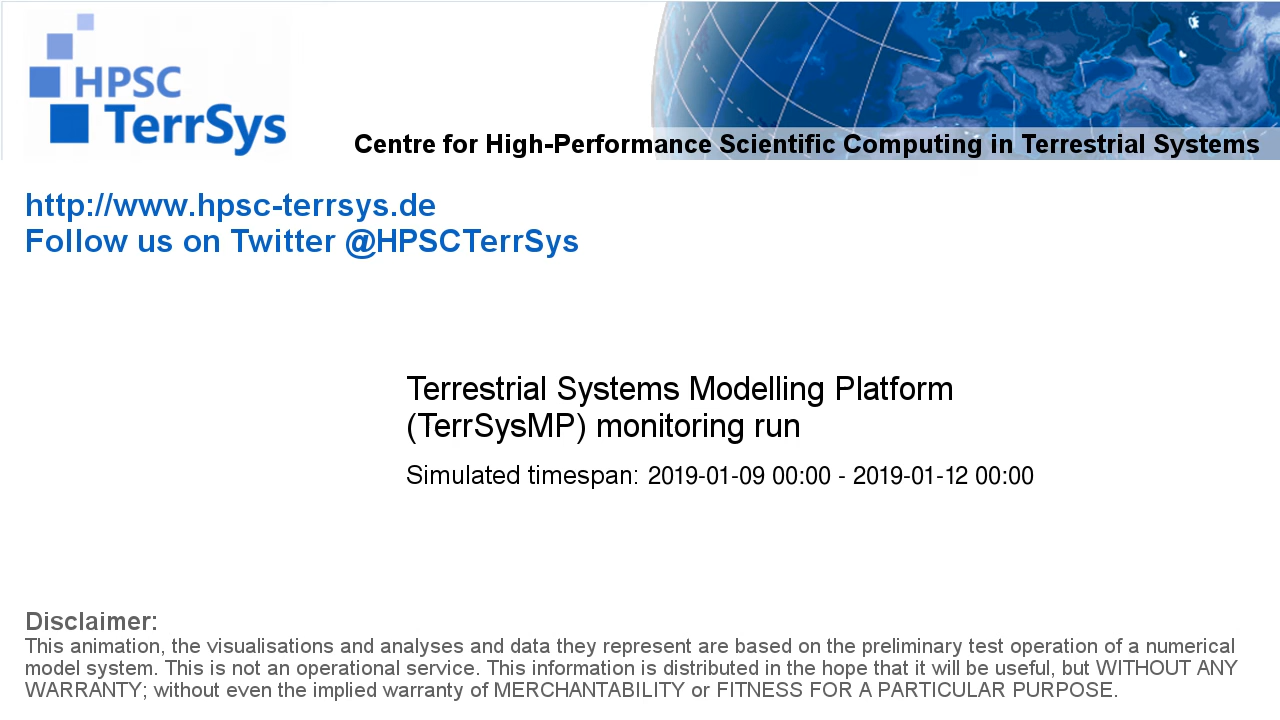 HPSC
TerrSys
Centre for High-Performance Scientific Computing in Terrestrial Systems
http://www.hpsc-terrsys.de
Follow us on Twitter @HPSCTerrSys
Terrestrial Systems Modelling Platform
(TerrSysMP) monitoring run
Simulated timespan: 2019-01-09 00:00 - 2019-01-12 00:00
Disclaimer:
This animation, the visualisations and analyses and data they represent are based on the preliminary test operation of a numerical
model system. This is not an operational service. This information is distributed in the hope that it will be useful, but WITHOUT ANY
WARRANTY; without even the implied warranty of MERCHANTABILITY or FITNESS FOR A PARTICULAR PURPOSE.